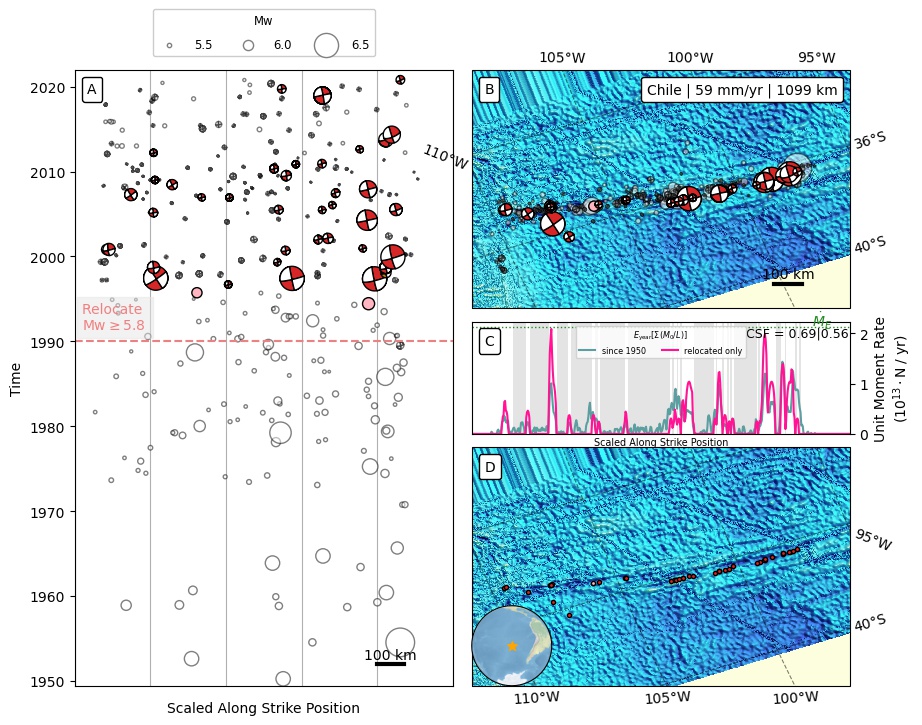 Mw
5.5 6.0 6.5
A
2020
2010
2000
1990
1980
1970
1960
1950
Time
Relocate
Mw ≥ 5.8
100 km
Scaled Along Strike Position
105°W 100°W 95°W
110°W
B
Chile | 59 mm/yr | 1099 km
36°S
40°S
100 km
C
E_year[Σ(M₀/L)]
since 1950 relocated only
Ṁ_E
CSF = 0.69|0.56
2
1
0
Unit Moment Rate
(10¹³ · N / yr)
Scaled Along Strike Position
D
95°W
40°S
110°W 105°W 100°W